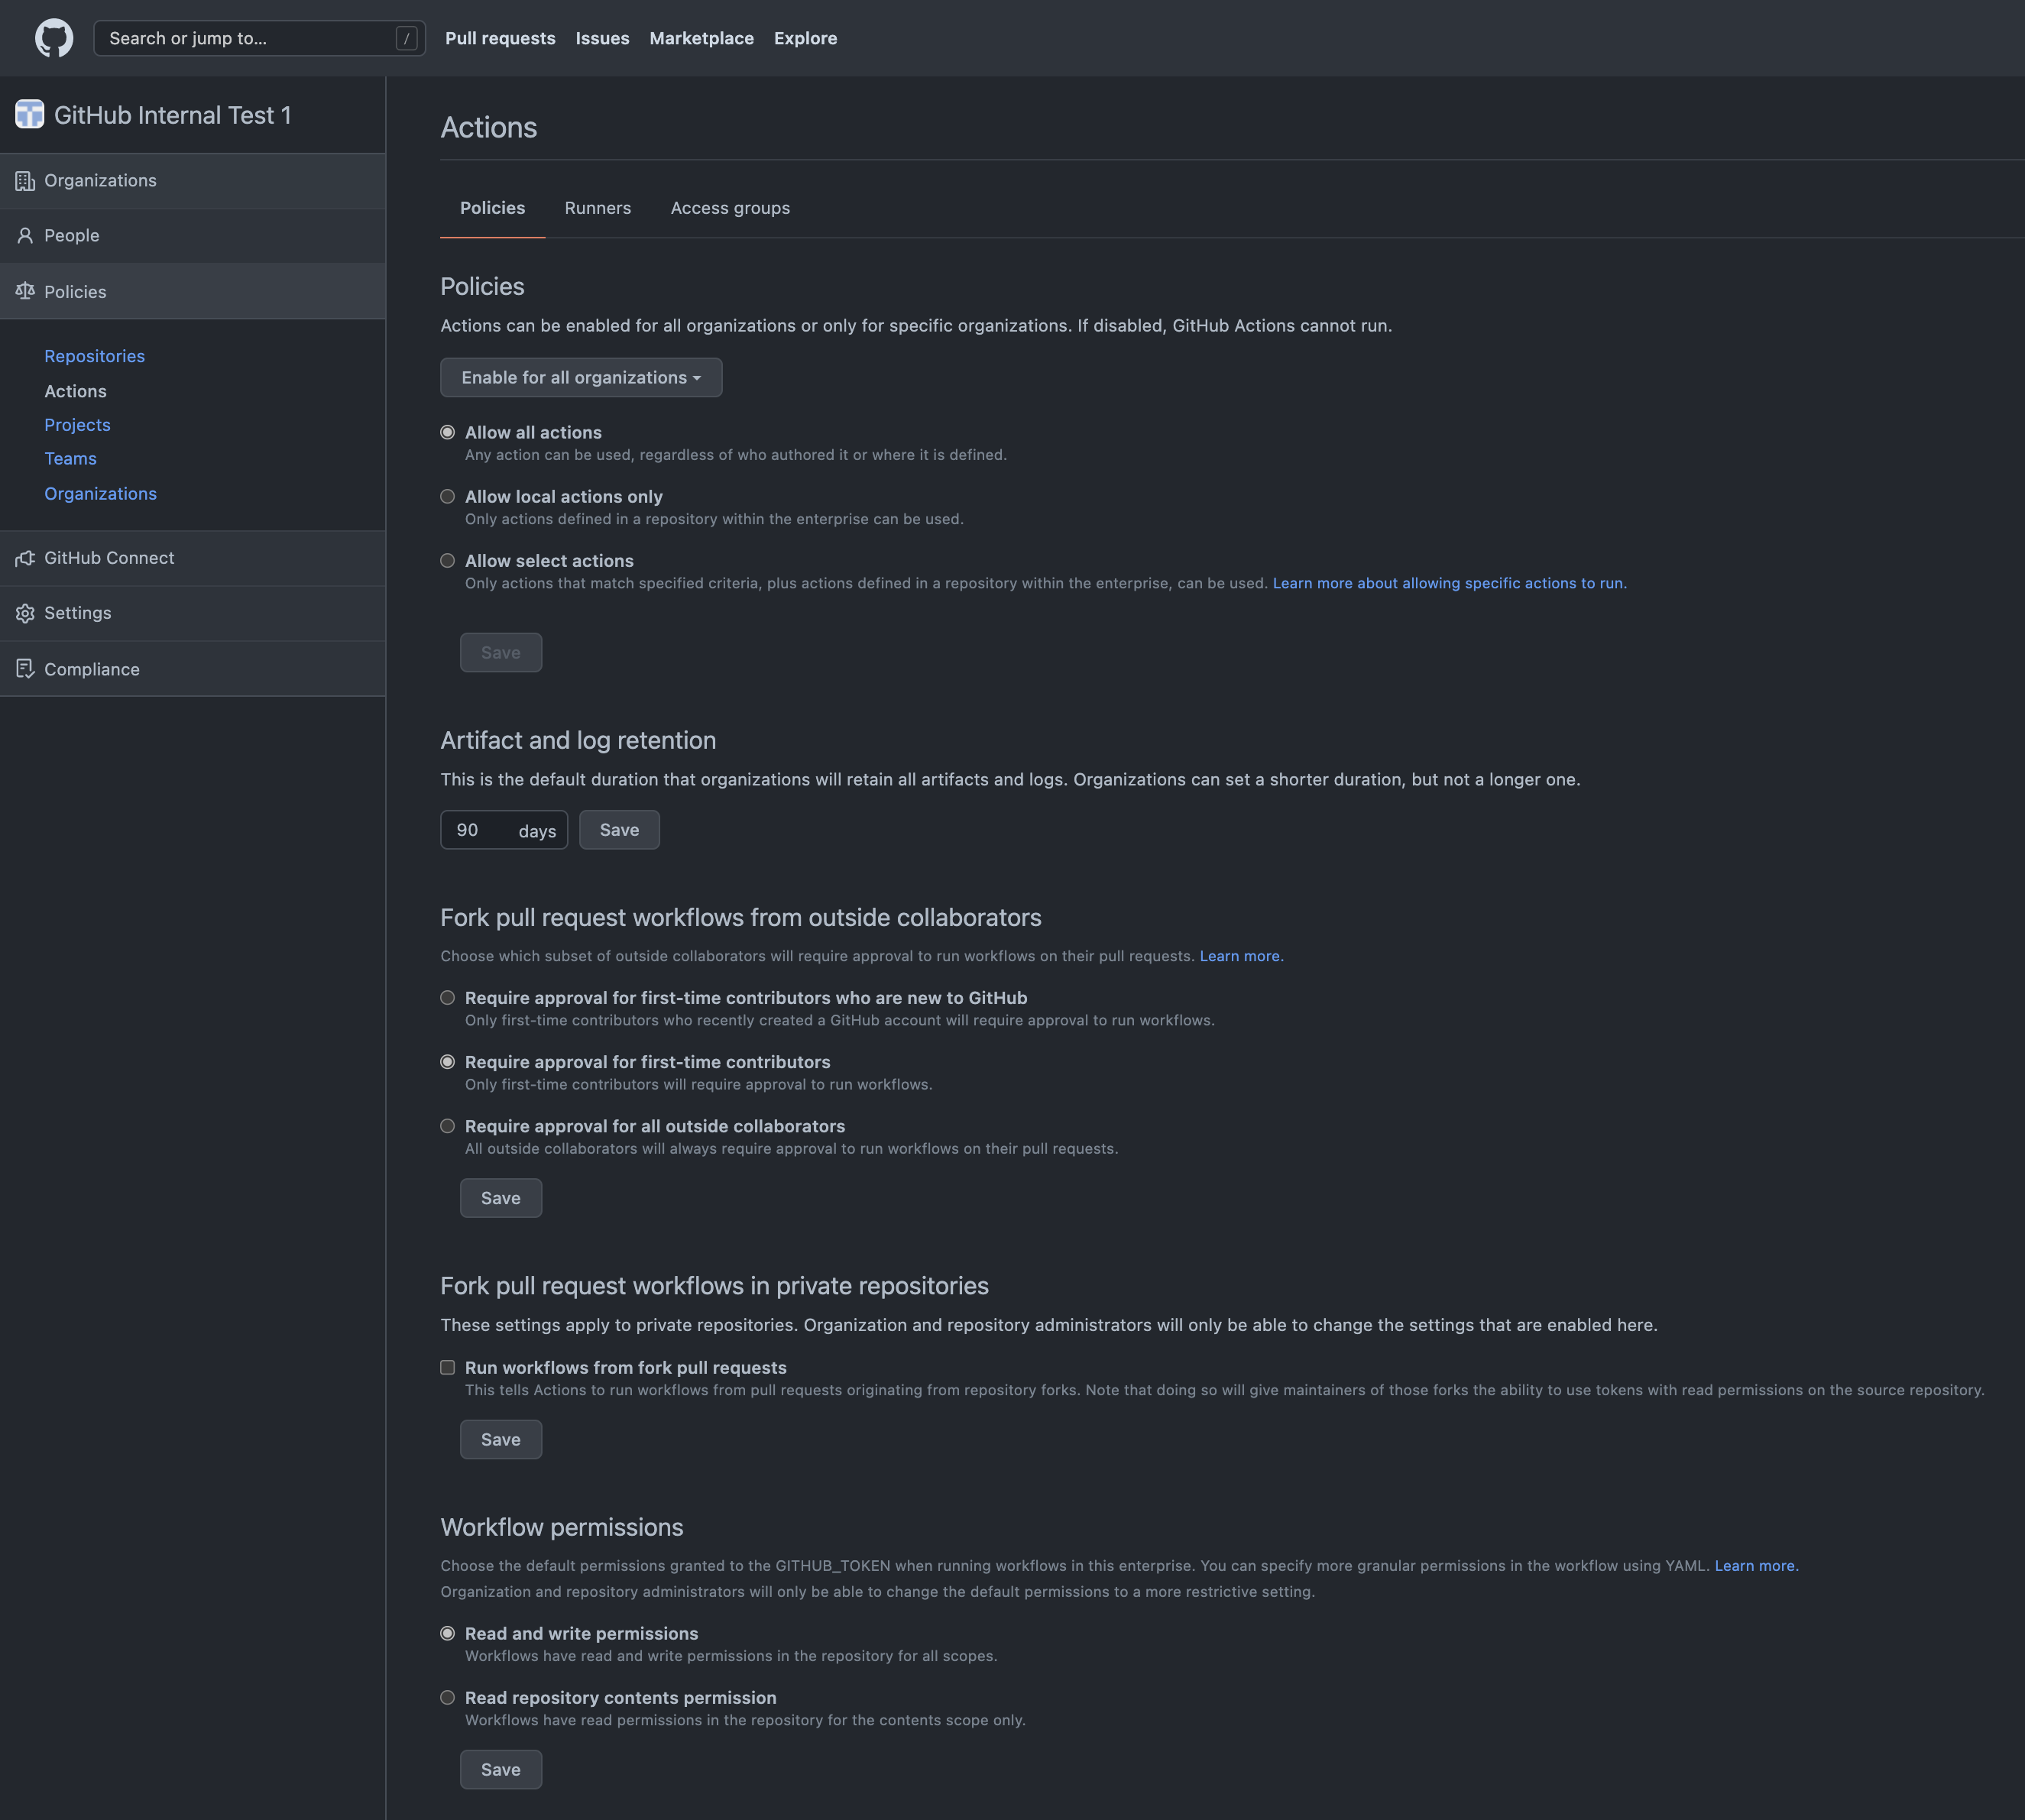 Search or jump to...
/
Pull requests
Issues
Marketplace
Explore
GitHub Internal Test 1
Organizations
People
Policies
Repositories
Actions
Projects
Teams
Organizations
GitHub Connect
Settings
Compliance
Actions
Policies
Runners
Access groups
Policies
Actions can be enabled for all organizations or only for specific organizations. If disabled, GitHub Actions cannot run.
Enable for all organizations
Allow all actions
Any action can be used, regardless of who authored it or where it is defined.
Allow local actions only
Only actions defined in a repository within the enterprise can be used.
Allow select actions
Only actions that match specified criteria, plus actions defined in a repository within the enterprise, can be used. Learn more about allowing specific actions to run.
Save
Artifact and log retention
This is the default duration that organizations will retain all artifacts and logs. Organizations can set a shorter duration, but not a longer one.
90 days
Save
Fork pull request workflows from outside collaborators
Choose which subset of outside collaborators will require approval to run workflows on their pull requests. Learn more.
Require approval for first-time contributors who are new to GitHub
Only first-time contributors who recently created a GitHub account will require approval to run workflows.
Require approval for first-time contributors
Only first-time contributors will require approval to run workflows.
Require approval for all outside collaborators
All outside collaborators will always require approval to run workflows on their pull requests.
Save
Fork pull request workflows in private repositories
These settings apply to private repositories. Organization and repository administrators will only be able to change the settings that are enabled here.
Run workflows from fork pull requests
This tells Actions to run workflows from pull requests originating from repository forks. Note that doing so will give maintainers of those forks the ability to use tokens with read permissions on the source repository.
Save
Workflow permissions
Choose the default permissions granted to the GITHUB_TOKEN when running workflows in this enterprise. You can specify more granular permissions in the workflow using YAML. Learn more.
Organization and repository administrators will only be able to change the default permissions to a more restrictive setting.
Read and write permissions
Workflows have read and write permissions in the repository for all scopes.
Read repository contents permission
Workflows have read permissions in the repository for the contents scope only.
Save